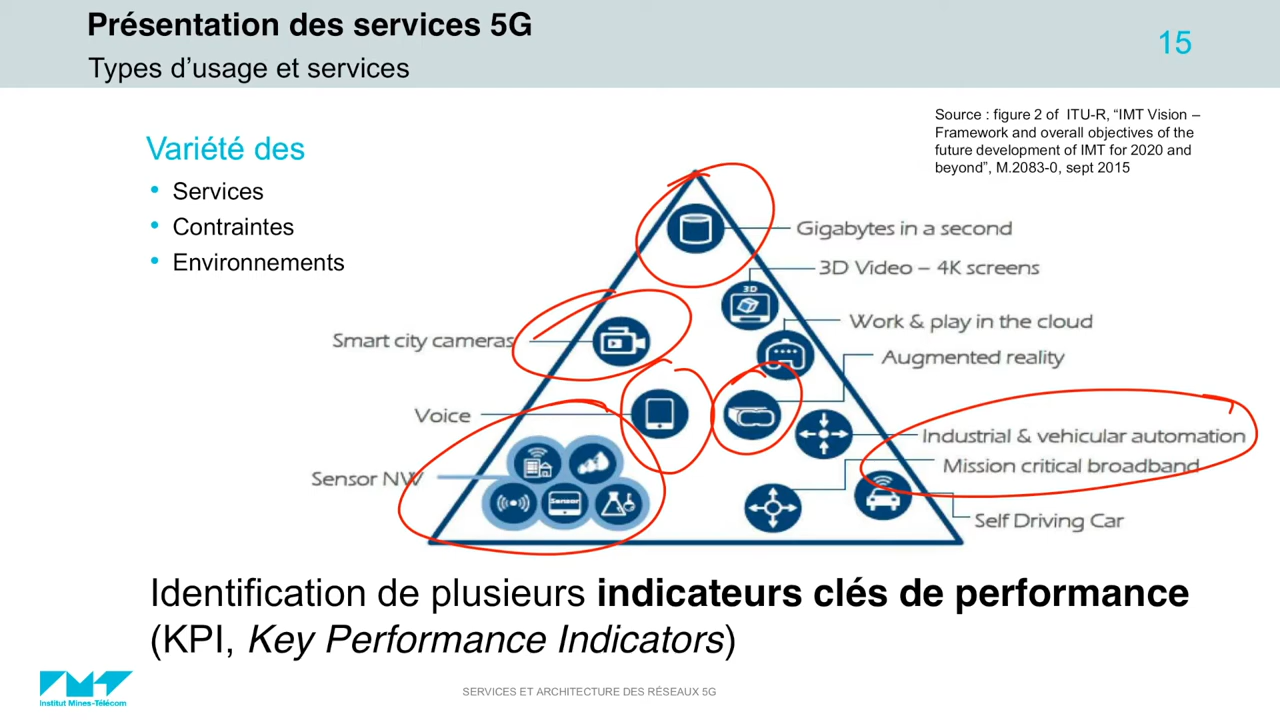 Présentation des services 5G
15
Types d’usage et services
Source : figure 2 of ITU-R, “IMT Vision –
Framework and overall objectives of the
future development of IMT for 2020 and
beyond”, M.2083-0, sept 2015
Variété des
• Services
• Contraintes
• Environnements
Gigabytes in a second
3D Video – 4K screens
3D
Work & play in the cloud
Smart city cameras
Augmented reality
Voice
Industrial & vehicular automation
Mission critical broadband
Sensor NW
Sensor
Self Driving Car
Identification de plusieurs indicateurs clés de performance
(KPI, Key Performance Indicators)
IMT
Institut Mines-Télécom
SERVICES ET ARCHITECTURE DES RÉSEAUX 5G